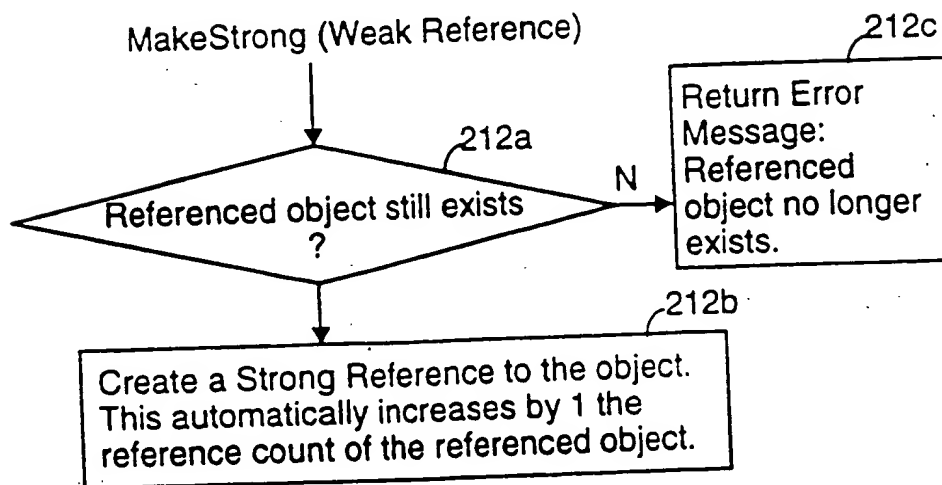 MakeStrong (Weak Reference)
212c
Return Error
Message:
Referenced
object no longer
exists.
212a
N
Referenced object still exists
?
212b
Create a Strong Reference to the object.
This automatically increases by 1 the
reference count of the referenced object.